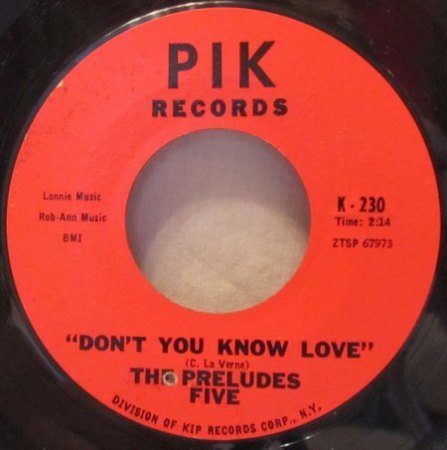 PIK
RECORDS
Lonnie Music
Rob-Ann Music
BMI
K - 230
Time: 2:14
ZTSP 67973
"DON'T YOU KNOW LOVE"
(C. La Verne)
THE PRELUDES
FIVE
DIVISION OF KIP RECORDS CORP., N.Y.